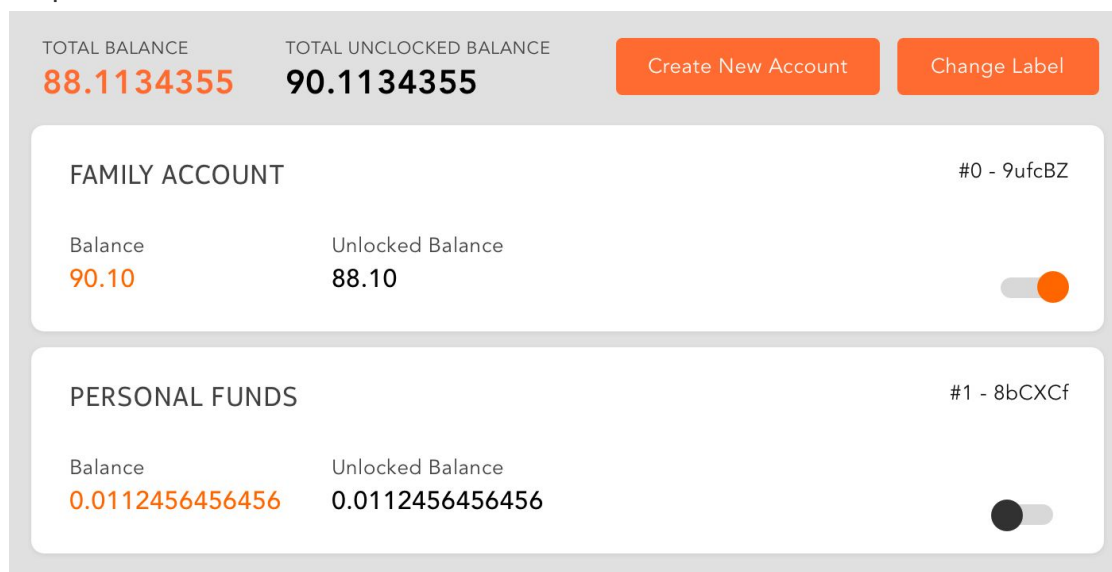 TOTAL BALANCE
88.1134355
TOTAL UNCLOCKED BALANCE
90.1134355
Create New Account
Change Label
FAMILY ACCOUNT
#0 - 9ufcBZ
Balance
90.10
Unlocked Balance
88.10
PERSONAL FUNDS
#1 - 8bCXCf
Balance
0.0112456456456
Unlocked Balance
0.0112456456456